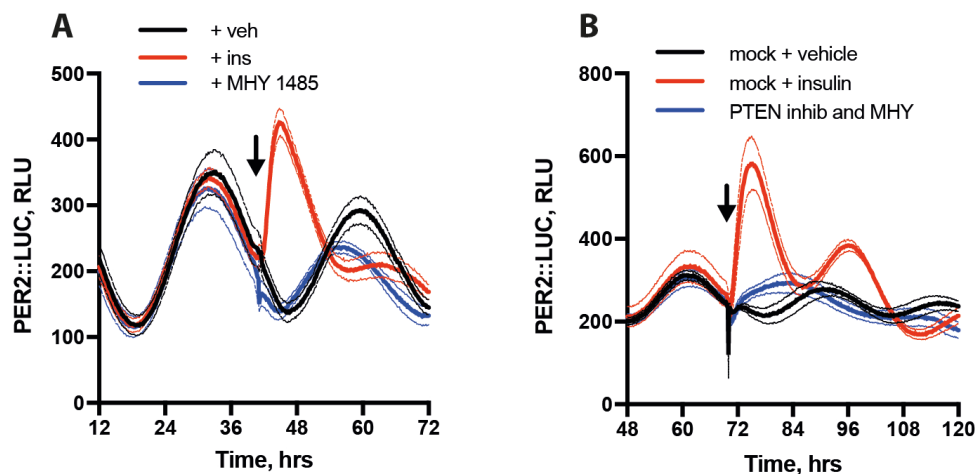 A
+ veh
+ ins
+ MHY 1485
PER2::LUC, RLU
500
400
300
200
100
0
12 24 36 48 60 72
Time, hrs
B
mock + vehicle
mock + insulin
PTEN inhib and MHY
PER2::LUC, RLU
800
600
400
200
0
48 60 72 84 96 108 120
Time, hrs